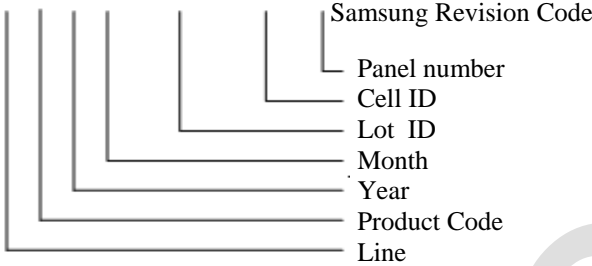 Samsung Revision Code
Panel number
Cell ID
Lot ID
Month
Year
Product Code
Line